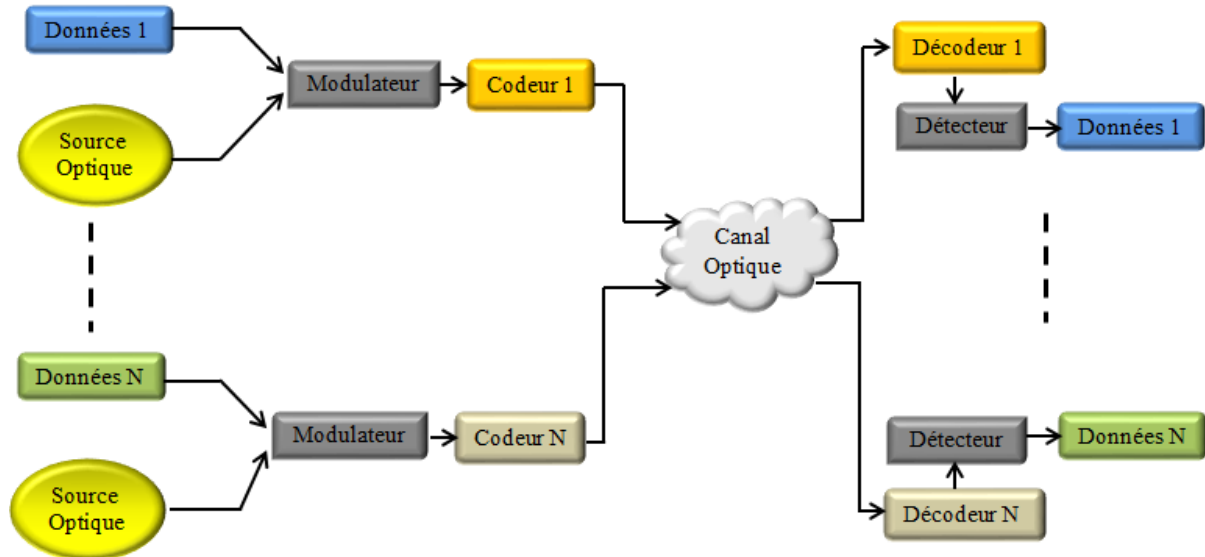 Données 1
Modulateur
Codeur 1
Source
Optique
Décodeur 1
Détecteur
Données 1
Canal
Optique
Données N
Modulateur
Codeur N
Source
Optique
Détecteur
Données N
Décodeur N